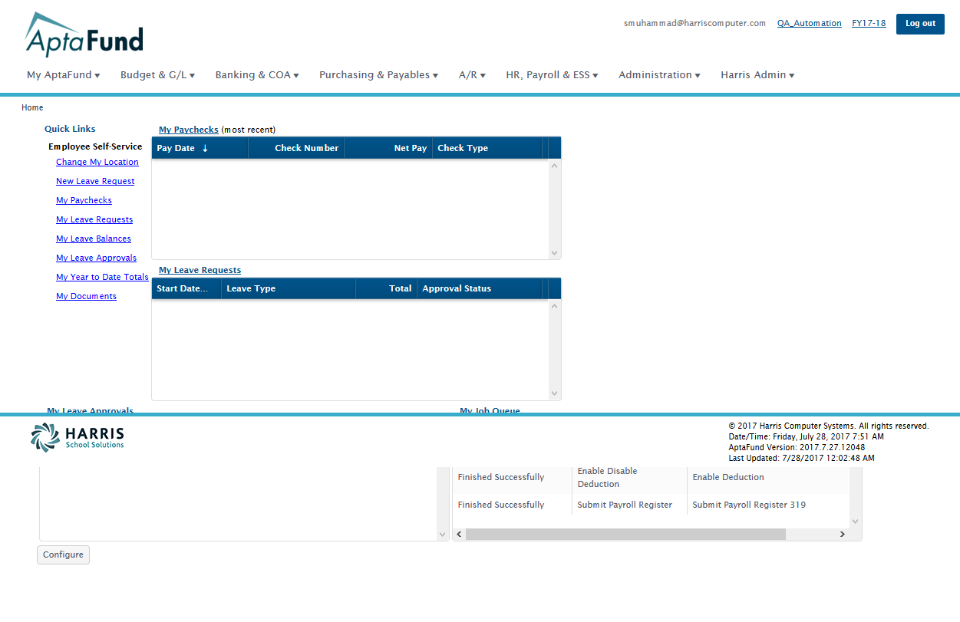 AptaFund
smuhammad@harriscomputer.com QA_Automation FY17-18 Log out
My AptaFund Budget & G/L Banking & COA Purchasing & Payables A/R HR, Payroll & ESS Administration Harris Admin
Home
Quick Links
Employee Self-Service
Change My Location
New Leave Request
My Paychecks
My Leave Requests
My Leave Balances
My Leave Approvals
My Year to Date Totals
My Documents
My Paychecks (most recent)
Pay Date ↓ Check Number Net Pay Check Type
My Leave Requests
Start Date... Leave Type Total Approval Status
My Leave Approvals My Job Queue
HARRIS
School Solutions
© 2017 Harris Computer Systems. All rights reserved.
Date/Time: Friday, July 28, 2017 7:51 AM
AptaFund Version: 2017.7.27.12048
Last Updated: 7/28/2017 12:02:48 AM
Finished Successfully Enable Disable Deduction Enable Deduction
Finished Successfully Submit Payroll Register Submit Payroll Register 319
Configure